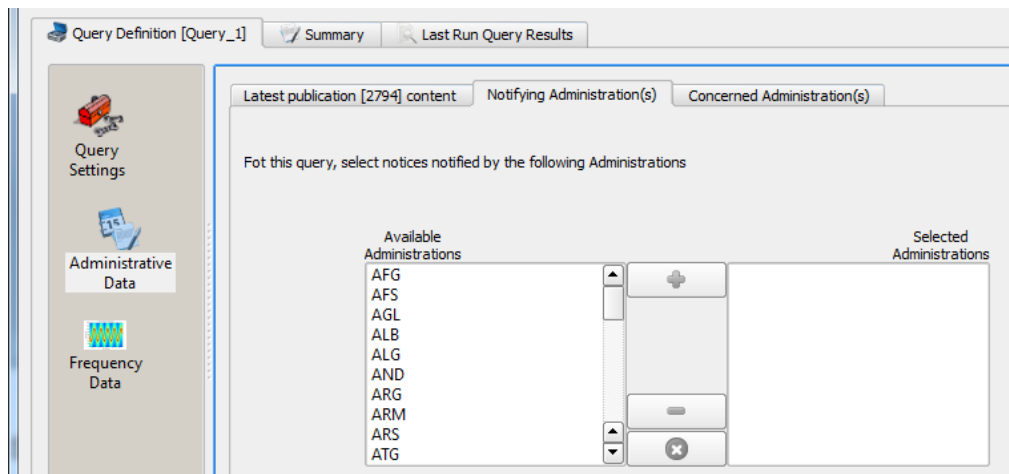 Query Definition [Query_1]
Summary
Last Run Query Results
Query
Settings
Administrative
Data
Frequency
Data
Latest publication [2794] content
Notifying Administration(s)
Concerned Administration(s)
Fot this query, select notices notified by the following Administrations
Available
Administrations
AFG
AFS
AGL
ALB
ALG
AND
ARG
ARM
ARS
ATG
Selected
Administrations